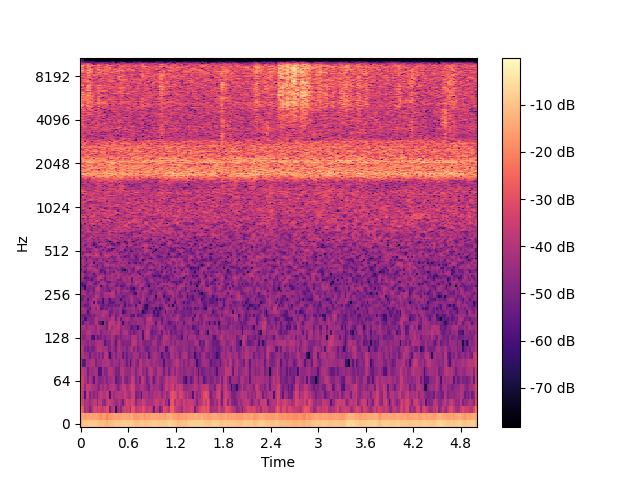 8192
4096
2048
1024
512
256
128
64
0
Hz
0 0.6 1.2 1.8 2.4 3 3.6 4.2 4.8
Time
-10 dB
-20 dB
-30 dB
-40 dB
-50 dB
-60 dB
-70 dB